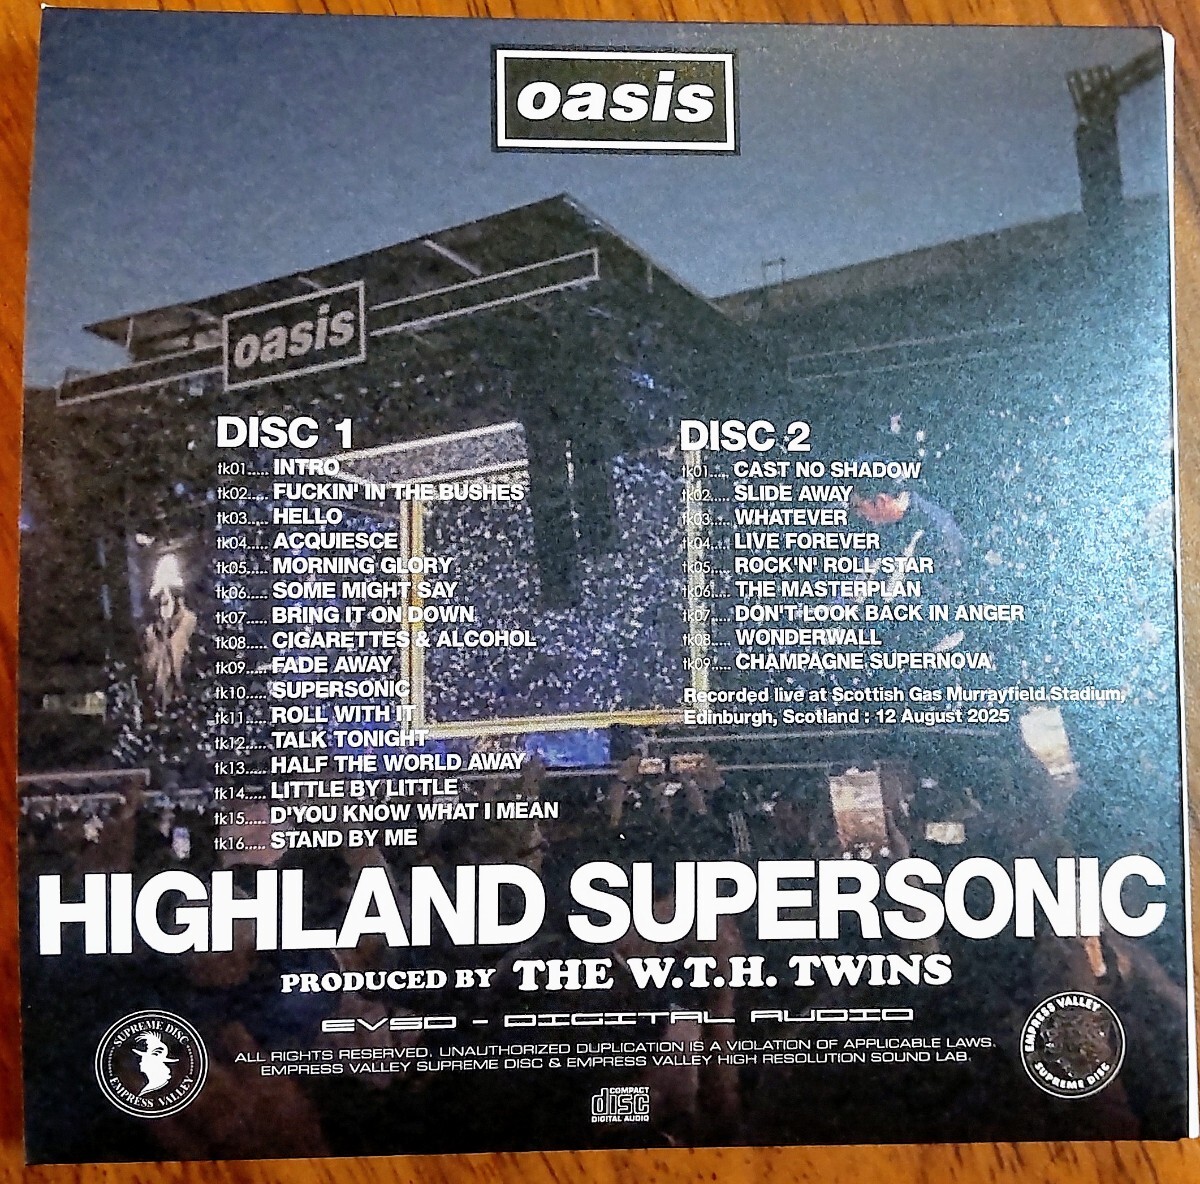 oasis
oasis
DISC 1
tk01..... INTRO
tk02..... FUCKIN' IN THE BUSHES
tk03..... HELLO
tk04..... ACQUIESCE
tk05..... MORNING GLORY
tk06..... SOME MIGHT SAY
tk07..... BRING IT ON DOWN
tk08..... CIGARETTES & ALCOHOL
tk09..... FADE AWAY
tk10..... SUPERSONIC
tk11..... ROLL WITH IT
tk12..... TALK TONIGHT
tk13..... HALF THE WORLD AWAY
tk14..... LITTLE BY LITTLE
tk15..... D'YOU KNOW WHAT I MEAN
tk16..... STAND BY ME
DISC 2
tk01..... CAST NO SHADOW
tk02..... SLIDE AWAY
tk03..... WHATEVER
tk04..... LIVE FOREVER
tk05..... ROCK'N' ROLL STAR
tk06..... THE MASTERPLAN
tk07..... DON'T LOOK BACK IN ANGER
tk08..... WONDERWALL
tk09..... CHAMPAGNE SUPERNOVA
Recorded live at Scottish Gas Murrayfield Stadium,
Edinburgh, Scotland : 12 August 2025
HIGHLAND SUPERSONIC
PRODUCED BY THE W.T.H. TWINS
EVSD - DIGITAL AUDIO
ALL RIGHTS RESERVED. UNAUTHORIZED DUPLICATION IS A VIOLATION OF APPLICABLE LAWS.
EMPRESS VALLEY SUPREME DISC & EMPRESS VALLEY HIGH RESOLUTION SOUND LAB.
SUPREME DISC
EMPRESS VALLEY
EMPRESS VALLEY
SUPREME DISC
COMPACT
disc
DIGITAL AUDIO